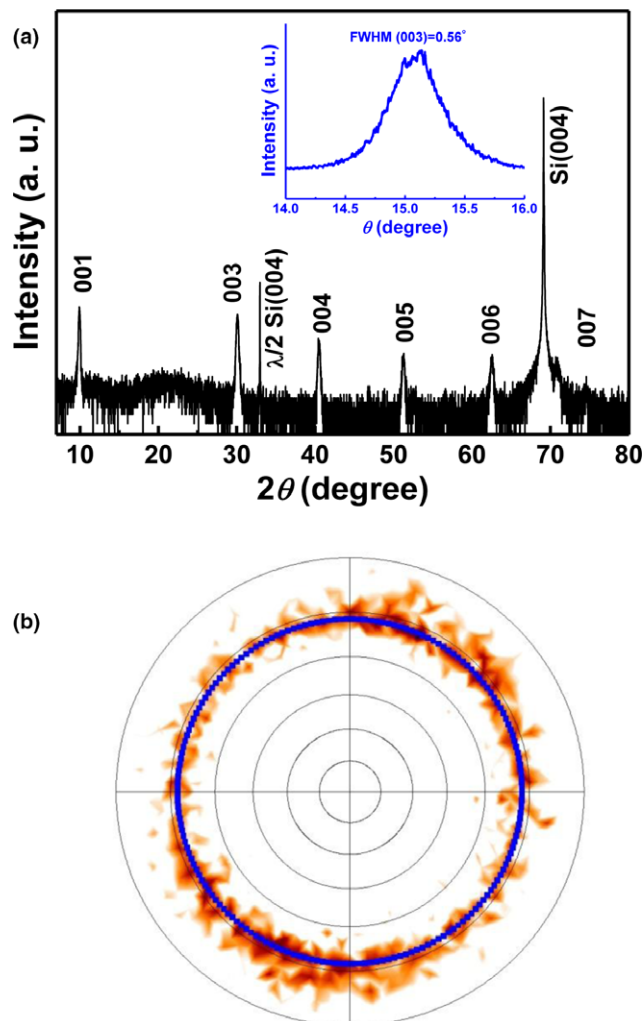 (a)
FWHM (003)=0.56°
Intensity (a. u.)
14.0 14.5 15.0 15.5 16.0
θ (degree)
Intensity (a. u.)
001
003
λ/2 Si(004)
004
005
006
Si(004)
007
10 20 30 40 50 60 70 80
2θ (degree)
(b)